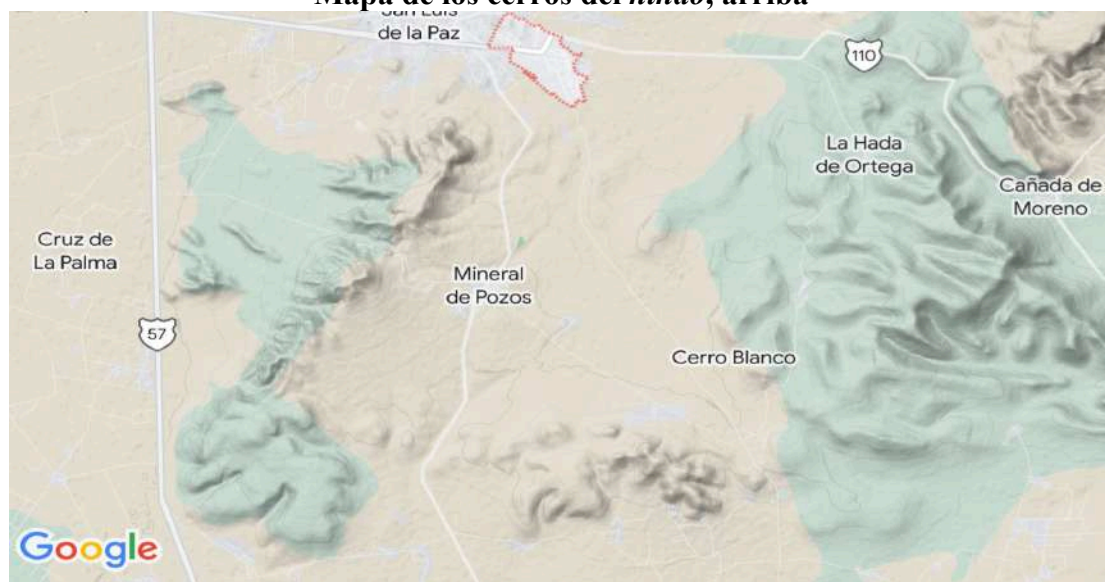 Mapa de los cerros del hihúo, arriba
San Luis
de la Paz
110
La Hada
de Ortega
Cañada de
Moreno
Cruz de
La Palma
Mineral
de Pozos
57
Cerro Blanco
Google